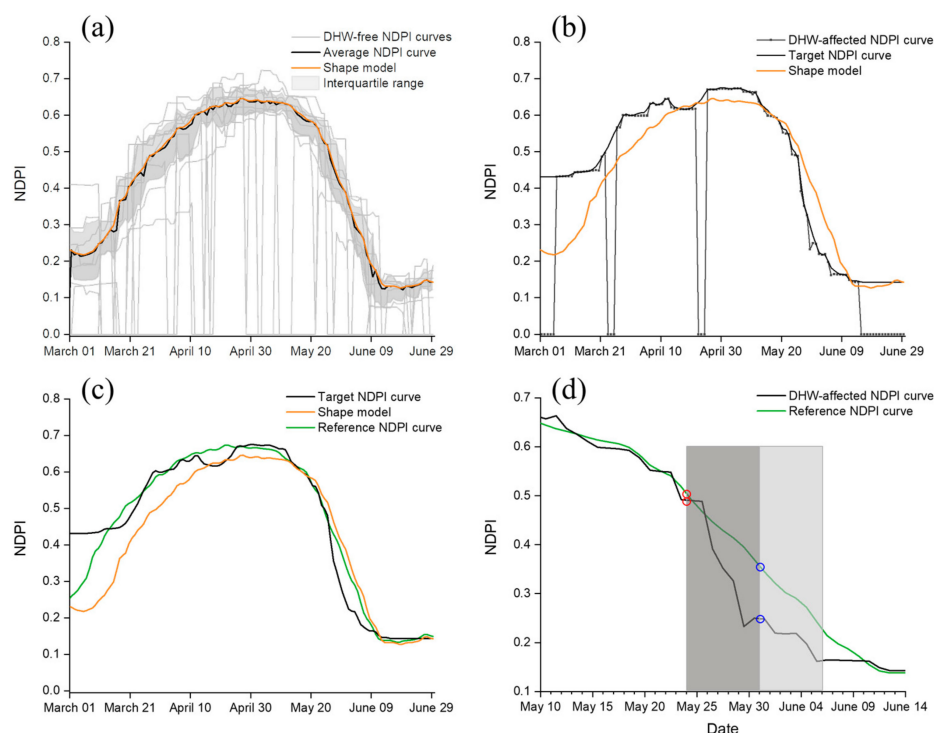 (a)
DHW-free NDPI curves
Average NDPI curve
Shape model
Interquartile range
0.8
0.7
0.6
0.5
0.4
0.3
0.2
0.1
0.0
NDPI
March 01 March 21 April 10 April 30 May 20 June 09 June 29
(b)
DHW-affected NDPI curve
Target NDPI curve
Shape model
0.8
0.7
0.6
0.5
0.4
0.3
0.2
0.1
0.0
NDPI
March 01 March 21 April 10 April 30 May 20 June 09 June 29
(c)
Target NDPI curve
Shape model
Reference NDPI curve
0.8
0.7
0.6
0.5
0.4
0.3
0.2
0.1
0.0
NDPI
March 01 March 21 April 10 April 30 May 20 June 09 June 29
(d)
DHW-affected NDPI curve
Reference NDPI curve
0.7
0.6
0.5
0.4
0.3
0.2
0.1
NDPI
May 10 May 15 May 20 May 25 May 30 June 04 June 09 June 14
Date